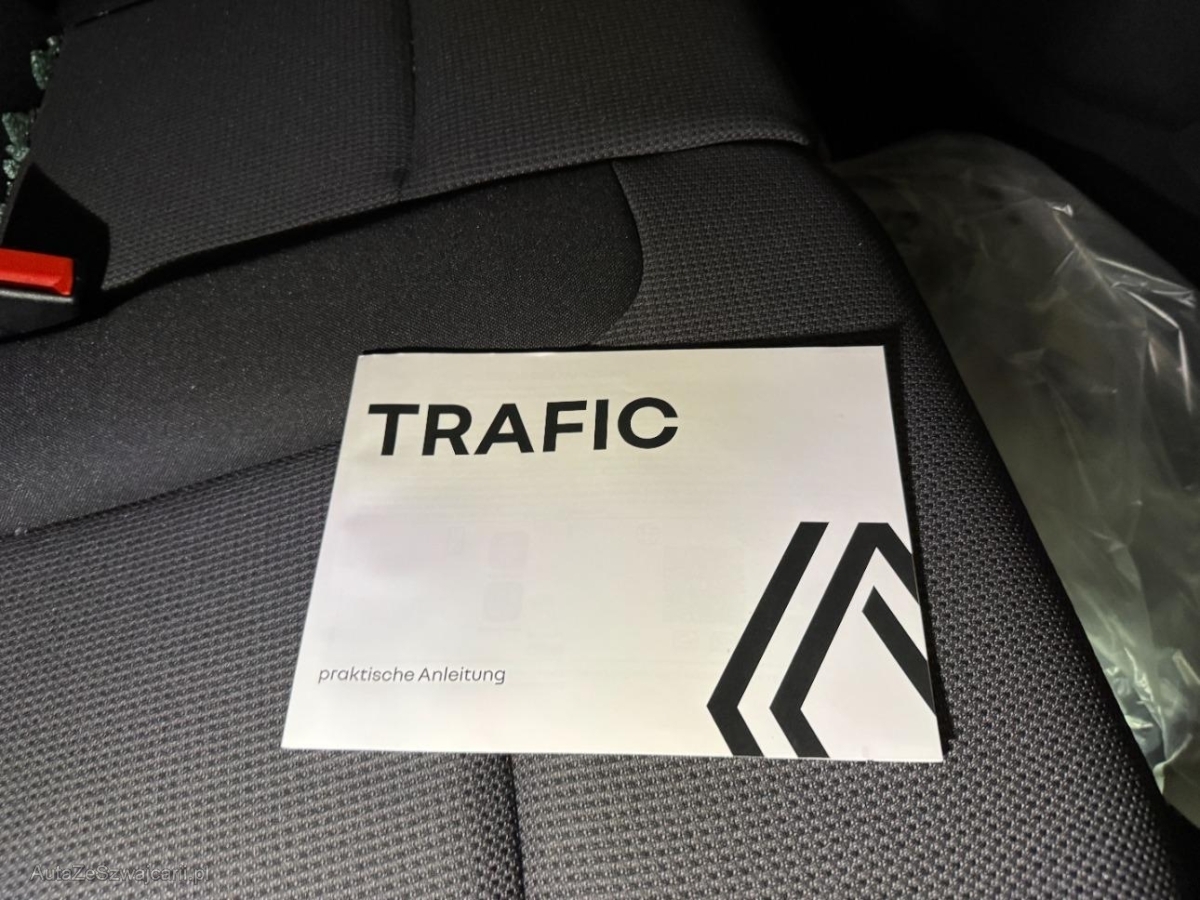 TRAFIC
praktische Anleitung
AutaZeSzwajcarii.pl